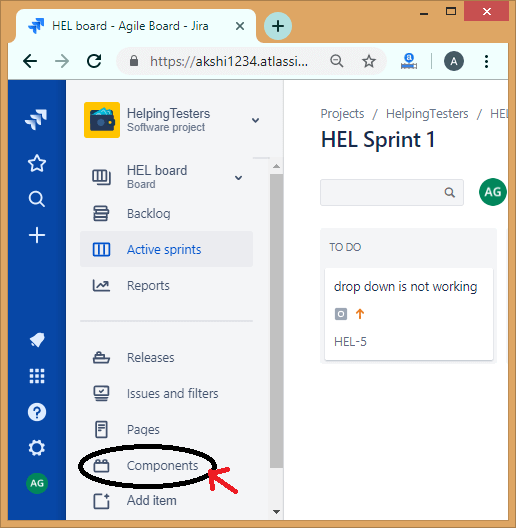 HEL board - Agile Board - Jira
https://akshi1234.atlassi...
A
HelpingTesters
Software project
Projects / HelpingTesters / HEL
HEL Sprint 1
HEL board
Board
Backlog
AG
Active sprints
TO DO
Reports
drop down is not working
HEL-5
Releases
Issues and filters
Pages
Components
AG
Add item